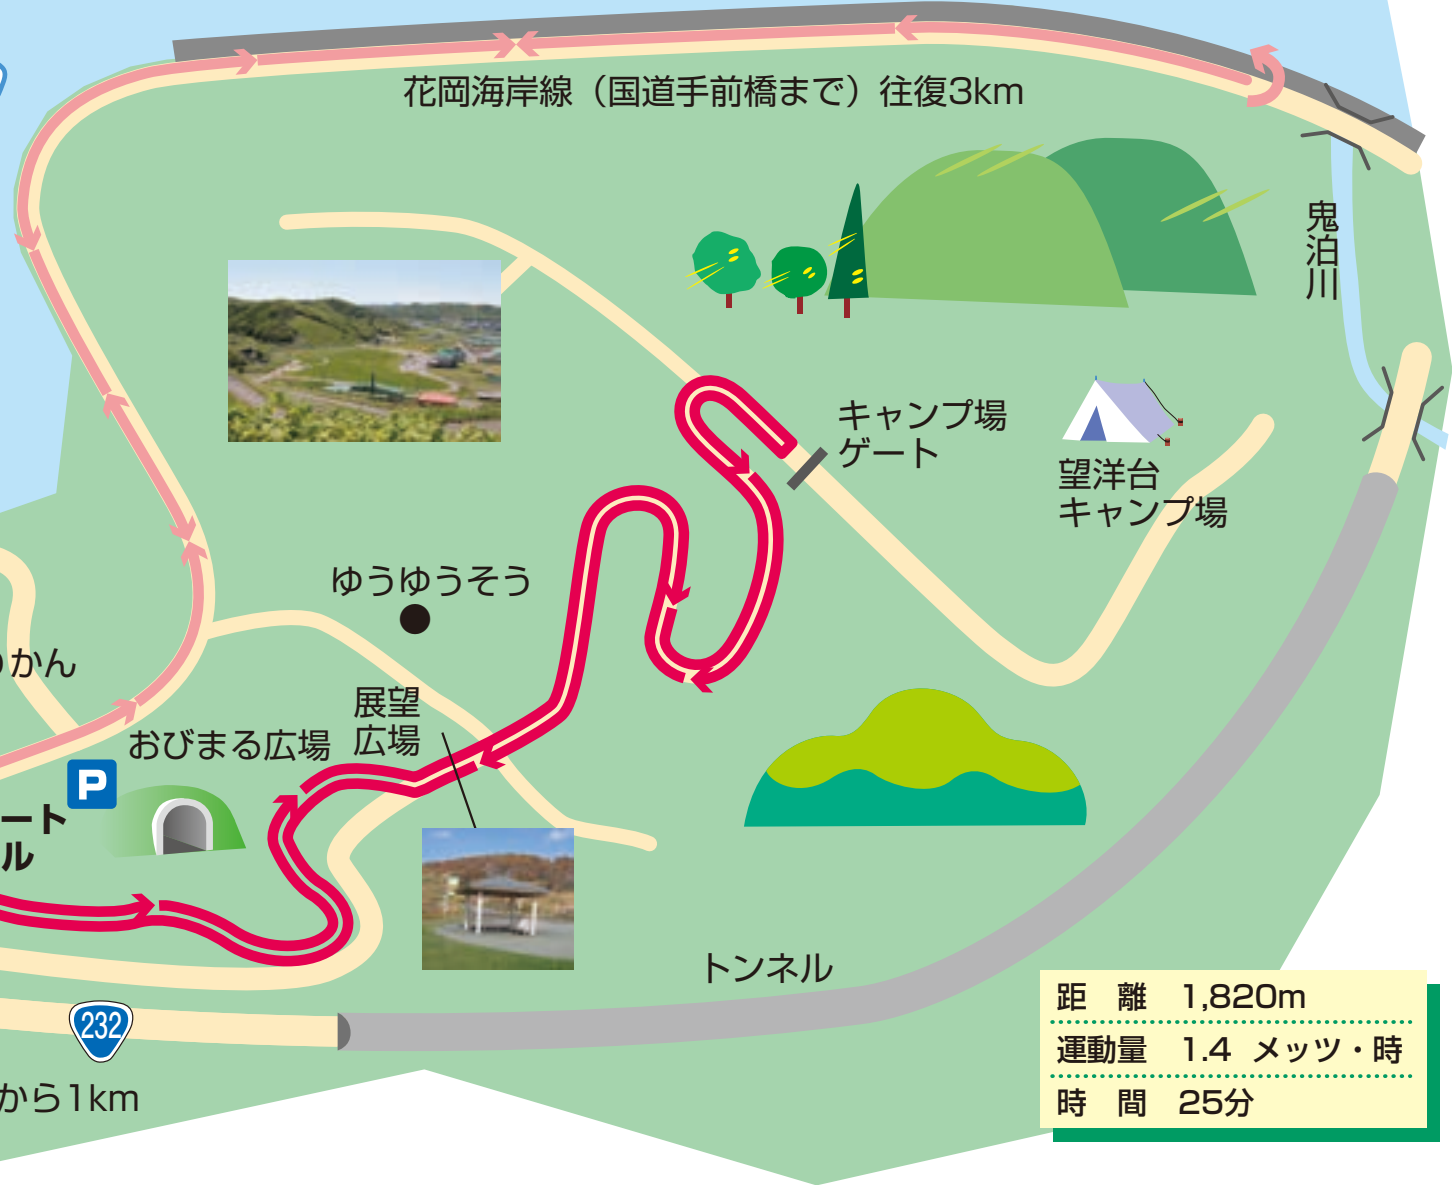 花岡海岸線（国道手前橋まで）往復3km
鬼泊川
キャンプ場
ゲート
望洋台
キャンプ場
ゆうゆうそう
かん
展望
広場
おびまる広場
P
ート
ル
トンネル
232
から1km
距 離 1,820m
運動量 1.4 メッツ・時
時 間 25分